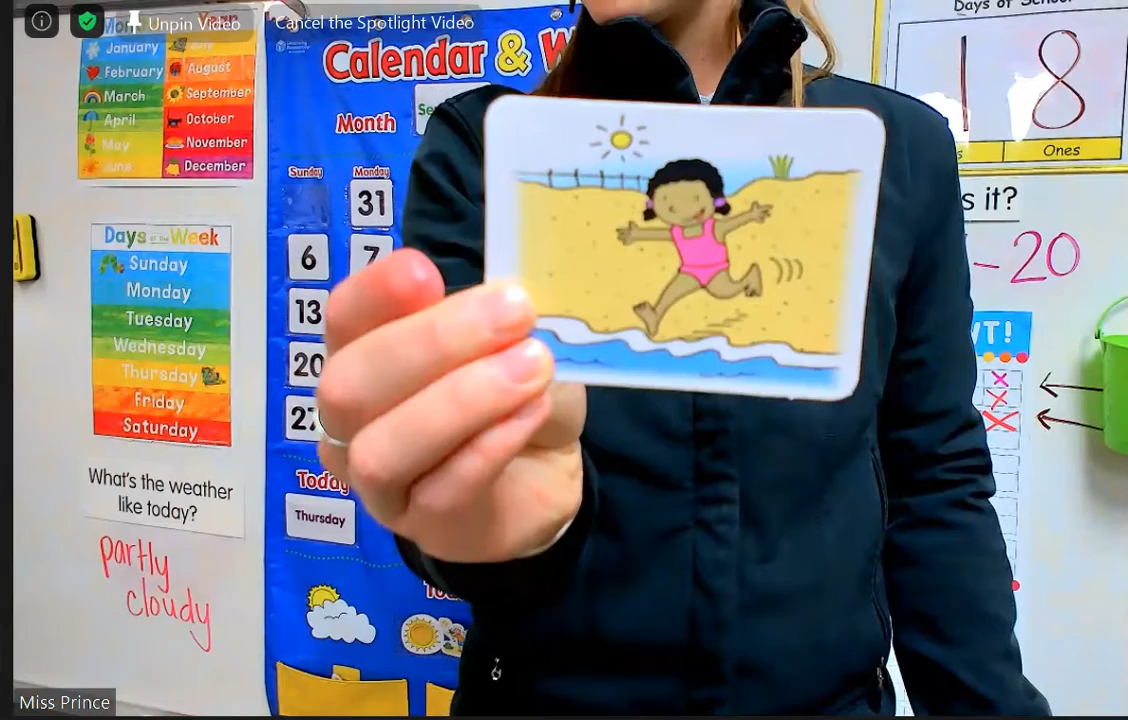 Unpin Video
Cancel the Spotlight Video
January
February
March
April
May
June
July
August
September
October
November
December
Days of the Week
Sunday
Monday
Tuesday
Wednesday
Thursday
Friday
Saturday
What's the weather
like today?
partly
cloudy
Calendar & W
Month
Sunday
Monday
31
6
7
13
20
27
Today
Thursday
Days of School
1 8
Ones
s it?
-20
Miss Prince